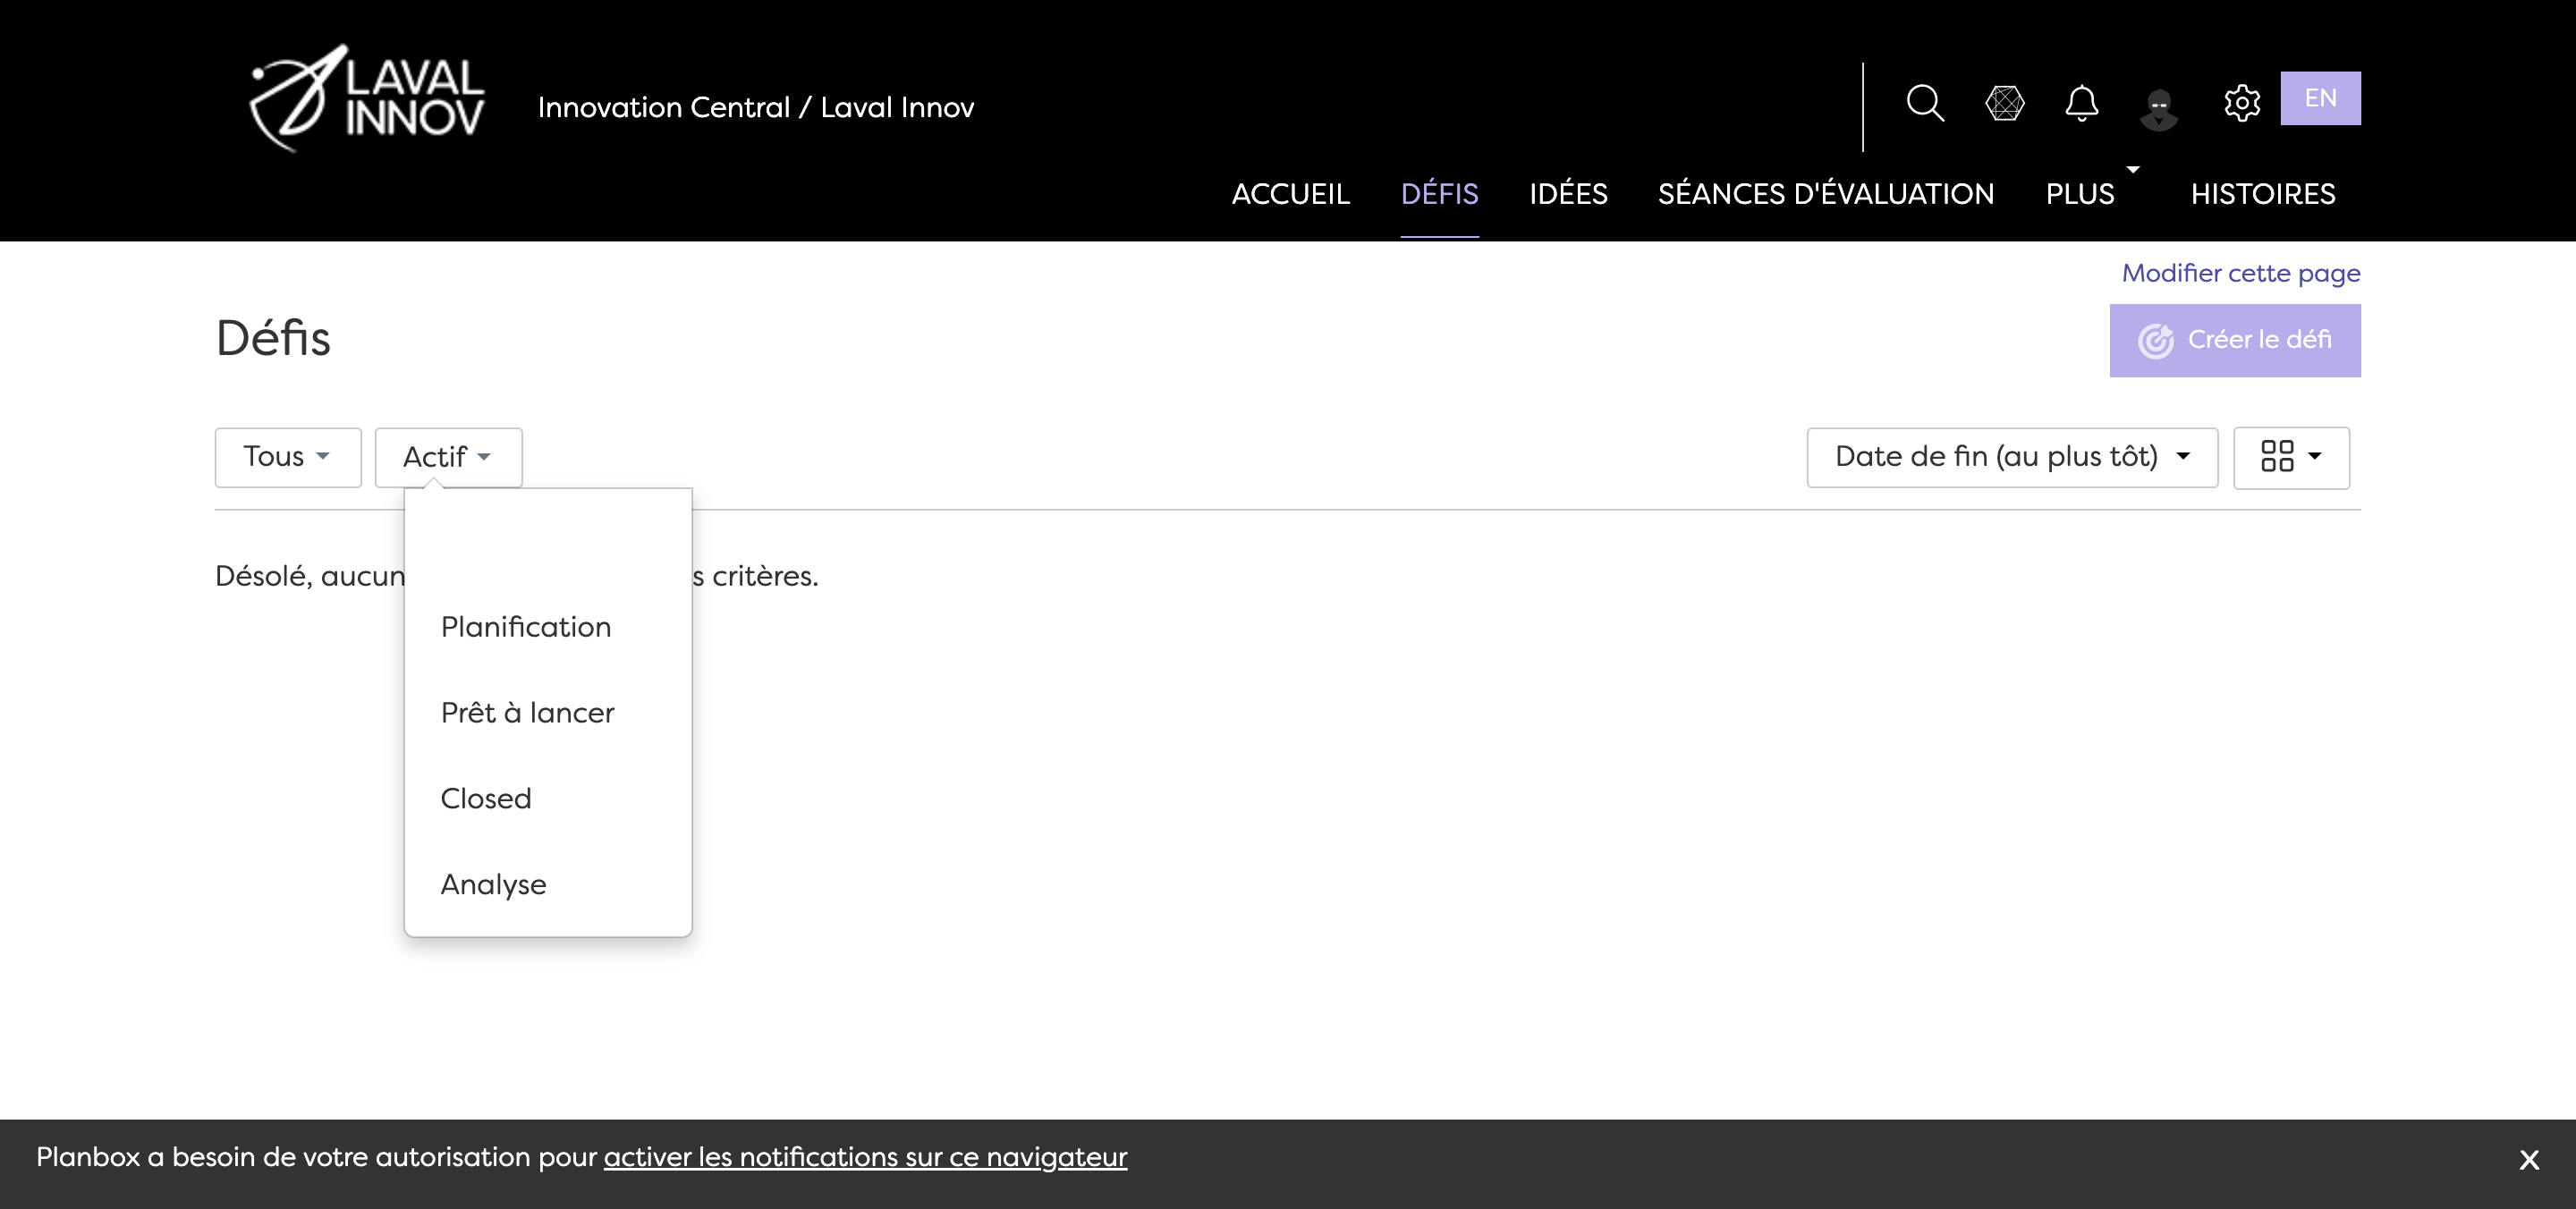 LAVAL
INNOV
Innovation Central / Laval Innov
EN
ACCUEIL DÉFIS IDÉES SÉANCES D'ÉVALUATION PLUS HISTOIRES
Modifier cette page
Défis
Créer le défi
Tous Actif Date de fin (au plus tôt)
Désolé, aucun s critères.
Planification
Prêt à lancer
Closed
Analyse
Planbox a besoin de votre autorisation pour activer les notifications sur ce navigateur X